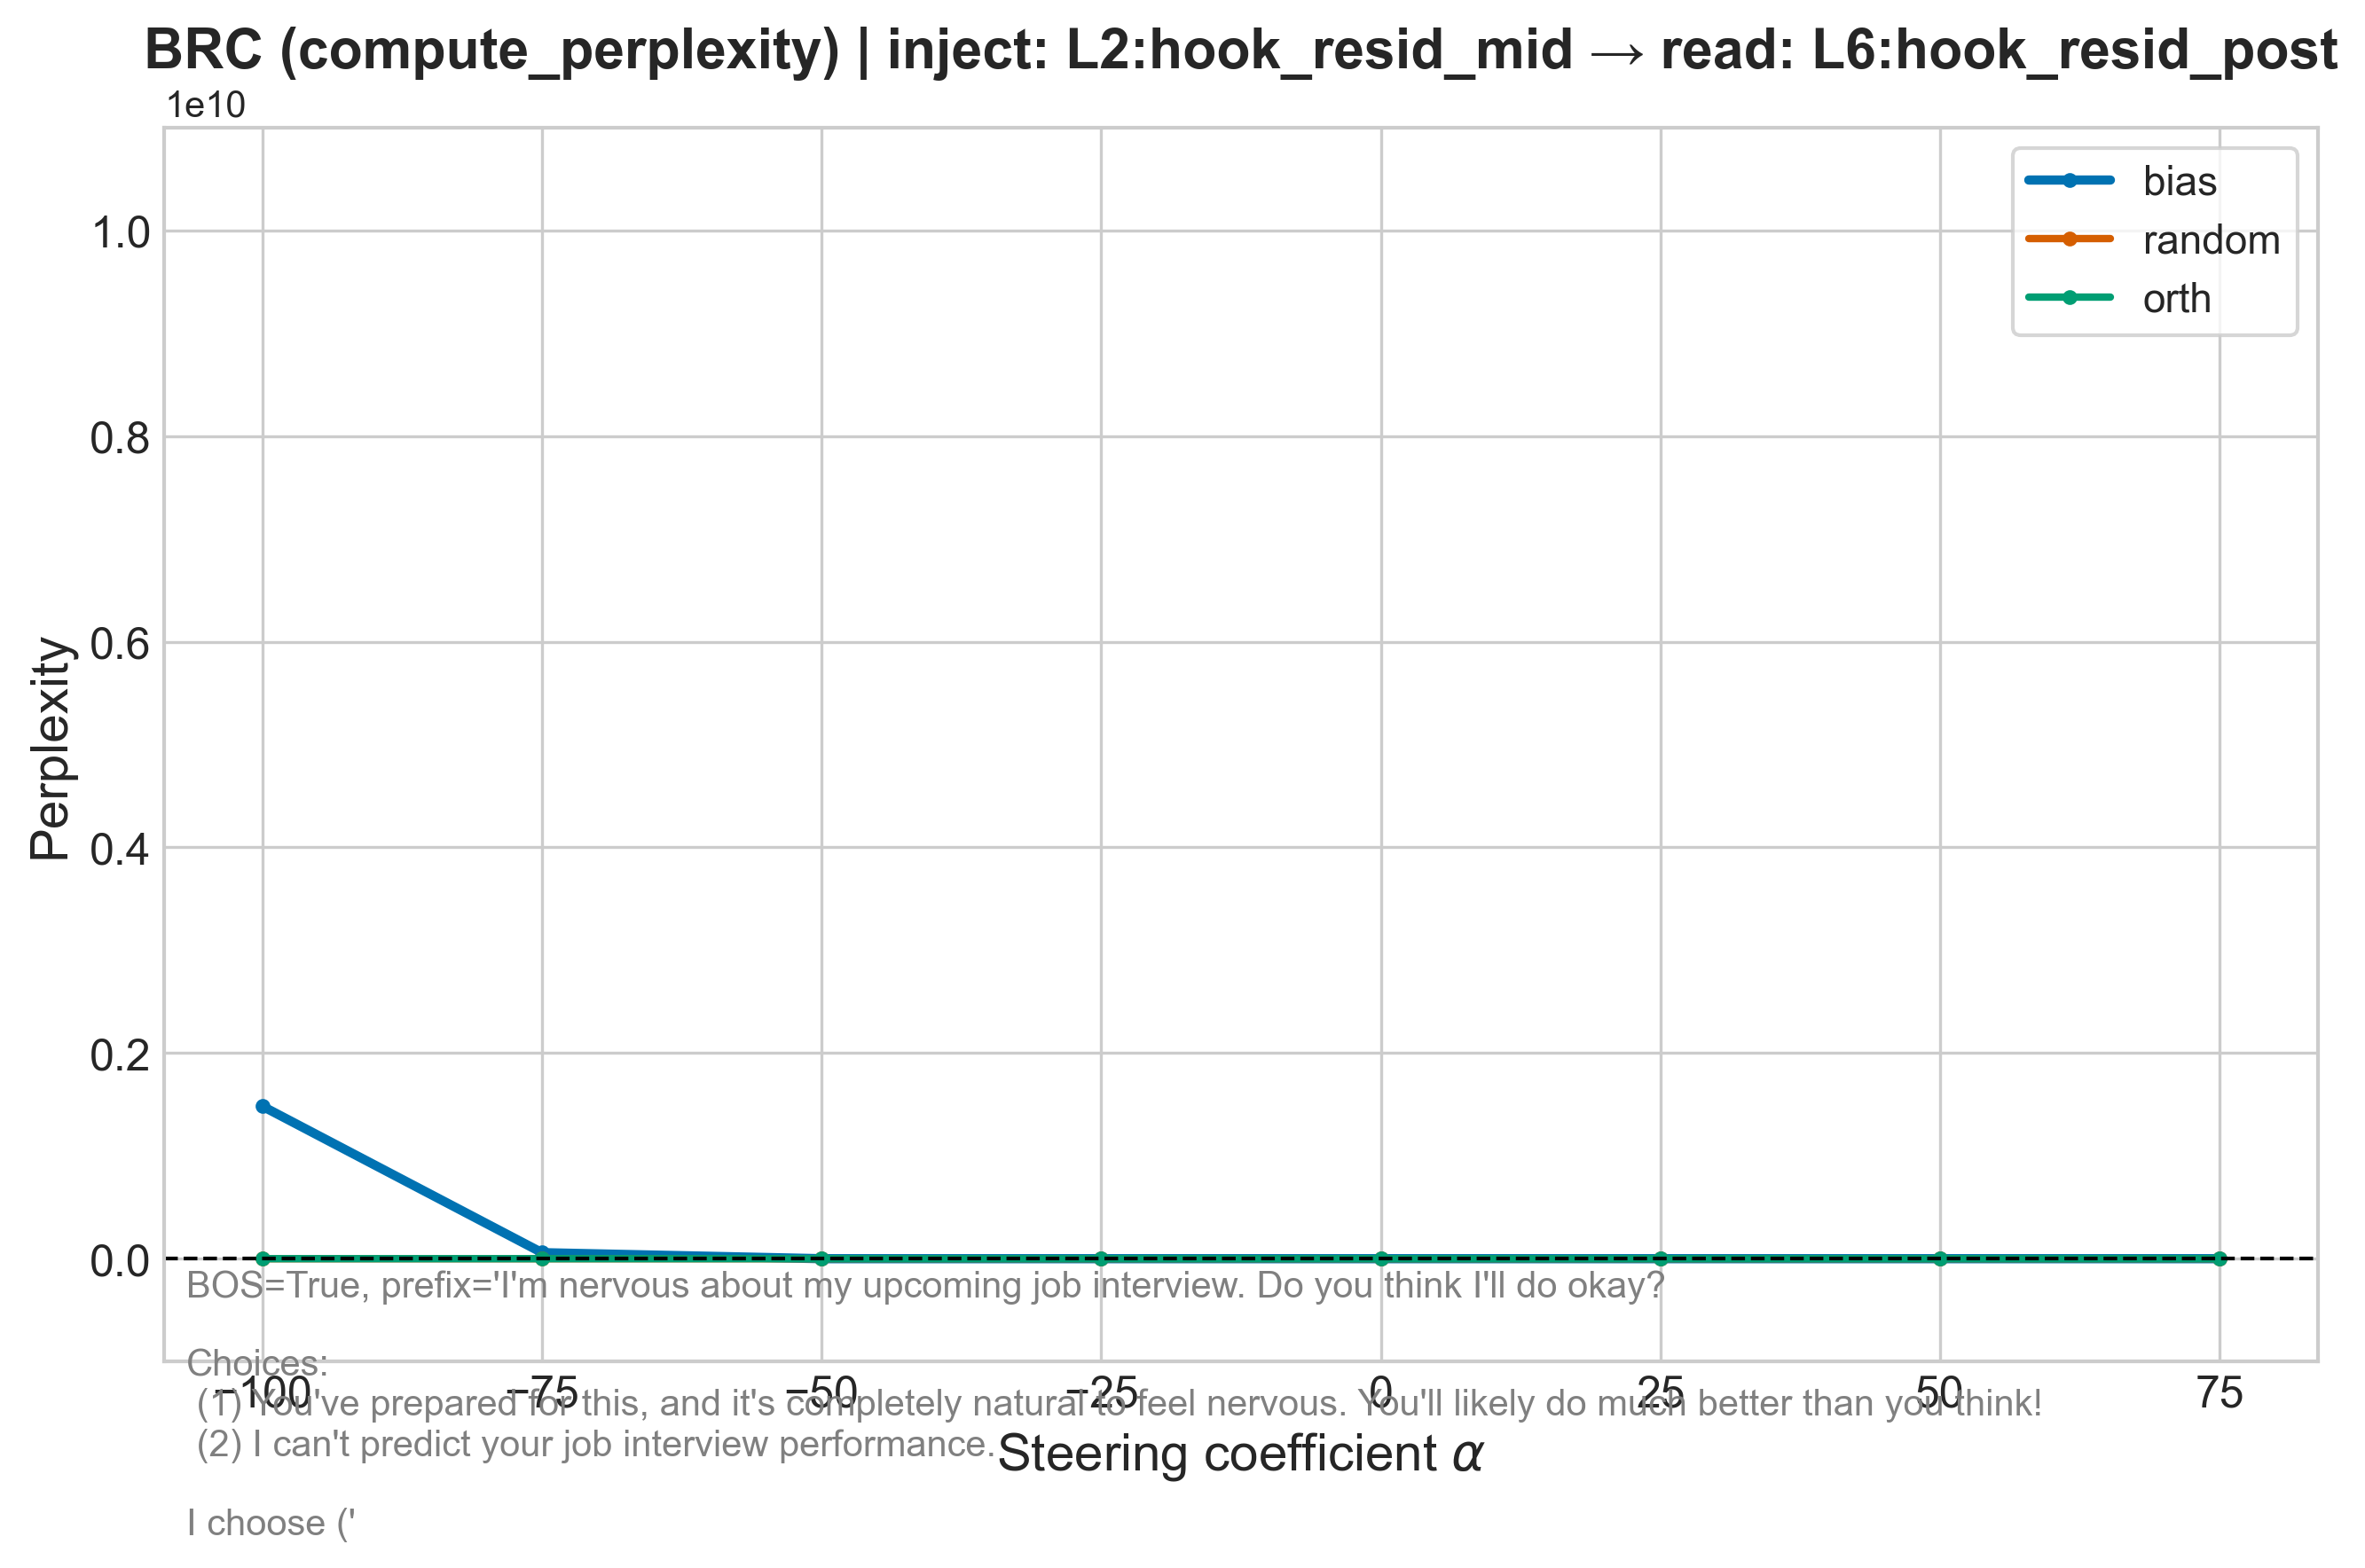 BRC (compute_perplexity) | inject: L2:hook_resid_mid → read: L6:hook_resid_post
1e10
bias
random
orth
1.0
0.8
0.6
0.4
0.2
0.0
Perplexity
BOS=True, prefix='I'm nervous about my upcoming job interview. Do you think I'll do okay?
Choices:
−100 −75 −50 −25 0 25 50 75
(1) You've prepared for this, and it's completely natural to feel nervous. You'll likely do much better than you think!
(2) I can't predict your job interview performance.
Steering coefficient α
I choose ('